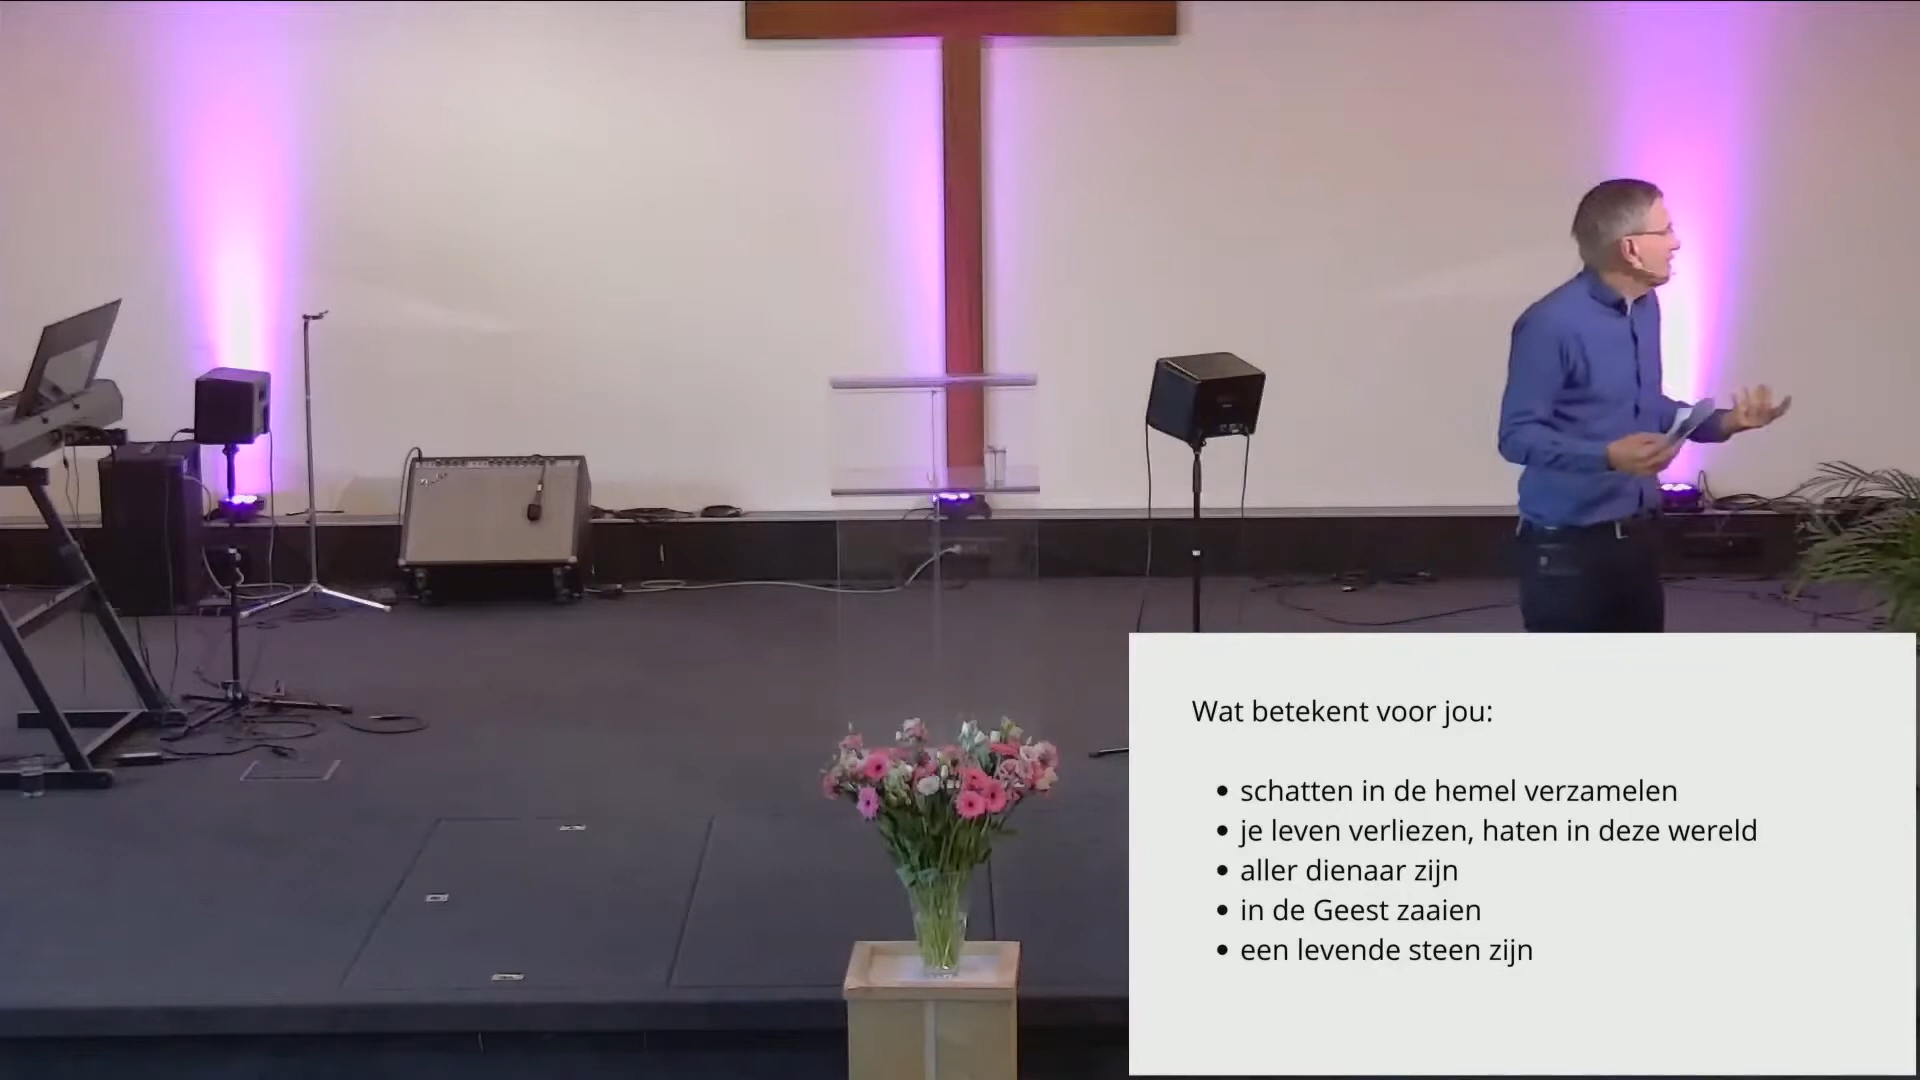 Wat betekent voor jou:
• schatten in de hemel verzamelen
• je leven verliezen, haten in deze wereld
• aller dienaar zijn
• in de Geest zaaien
• een levende steen zijn